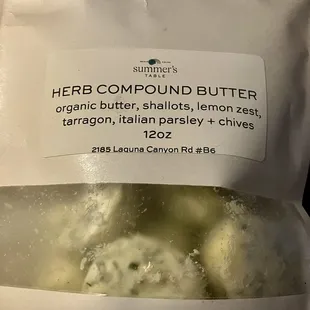 summer's
TABLE
HERB COMPOUND BUTTER
organic butter, shallots, lemon zest,
tarragon, italian parsley + chives
12oz
2185 Laguna Canyon Rd #B6